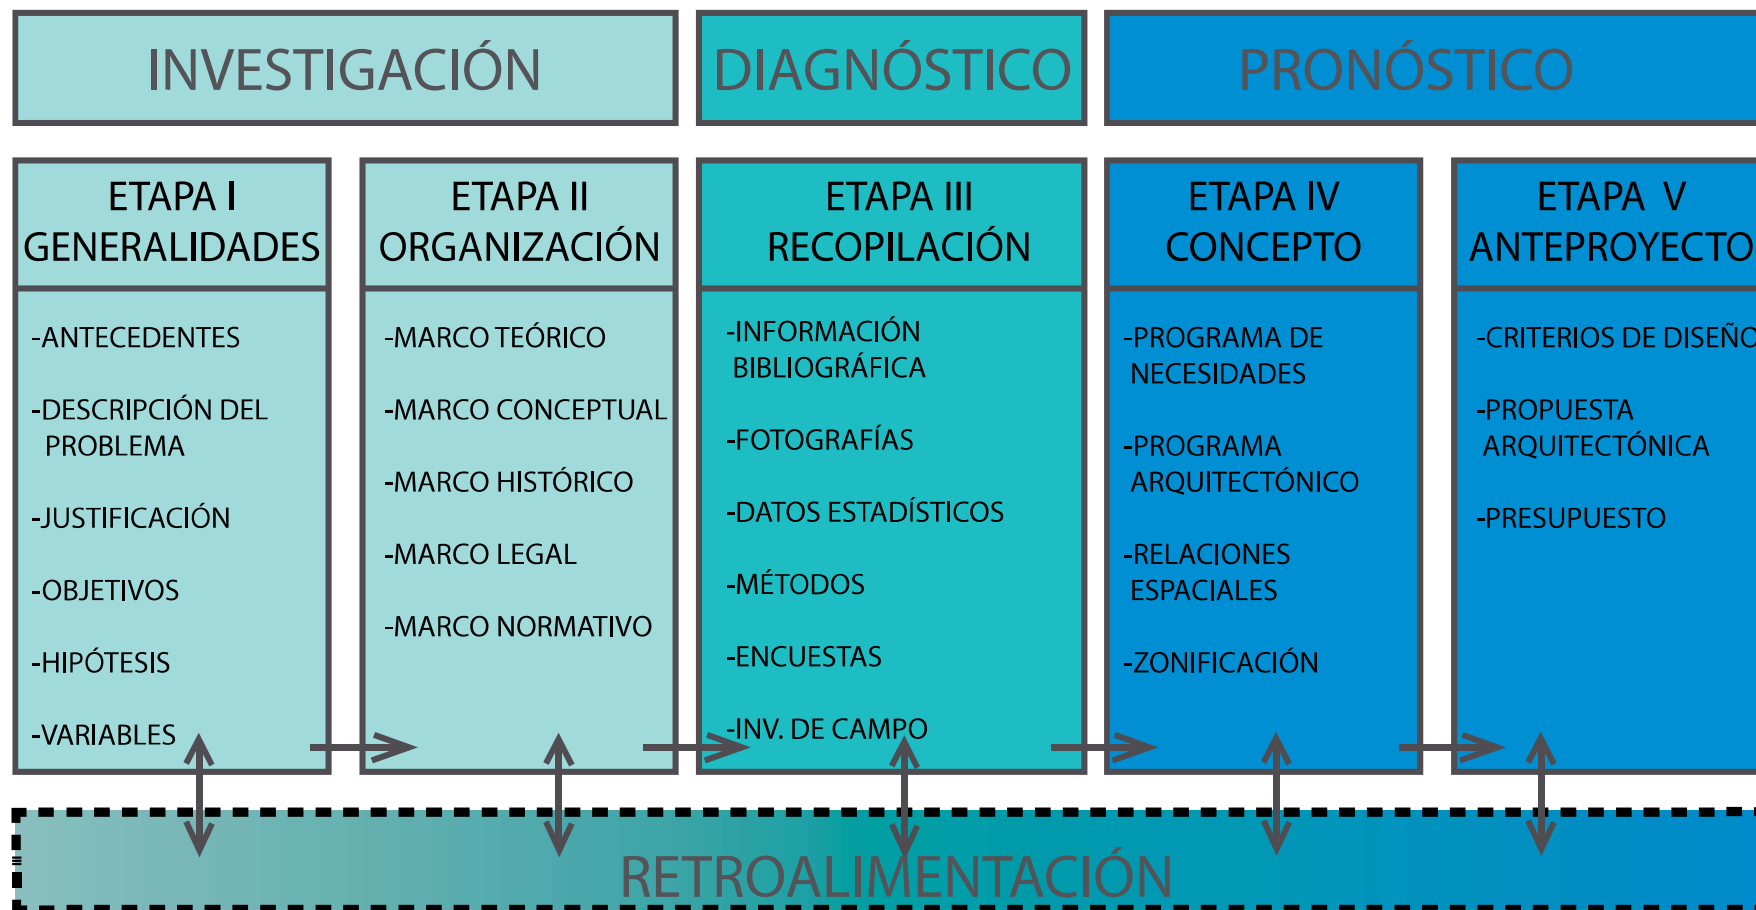 INVESTIGACIÓN
DIAGNÓSTICO
PRONÓSTICO
ETAPA I
GENERALIDADES
-ANTECEDENTES
-DESCRIPCIÓN DEL
PROBLEMA
-JUSTIFICACIÓN
-OBJETIVOS
-HIPÓTESIS
-VARIABLES
ETAPA II
ORGANIZACIÓN
-MARCO TEÓRICO
-MARCO CONCEPTUAL
-MARCO HISTÓRICO
-MARCO LEGAL
-MARCO NORMATIVO
ETAPA III
RECOPILACIÓN
-INFORMACIÓN
BIBLIOGRÁFICA
-FOTOGRAFÍAS
-DATOS ESTADÍSTICOS
-MÉTODOS
-ENCUESTAS
-INV. DE CAMPO
ETAPA IV
CONCEPTO
-PROGRAMA DE
NECESIDADES
-PROGRAMA
ARQUITECTÓNICO
-RELACIONES
ESPACIALES
-ZONIFICACIÓN
ETAPA V
ANTEPROYECTO
-CRITERIOS DE DISEÑO
-PROPUESTA
ARQUITECTÓNICA
-PRESUPUESTO
RETROALIMENTACIÓN